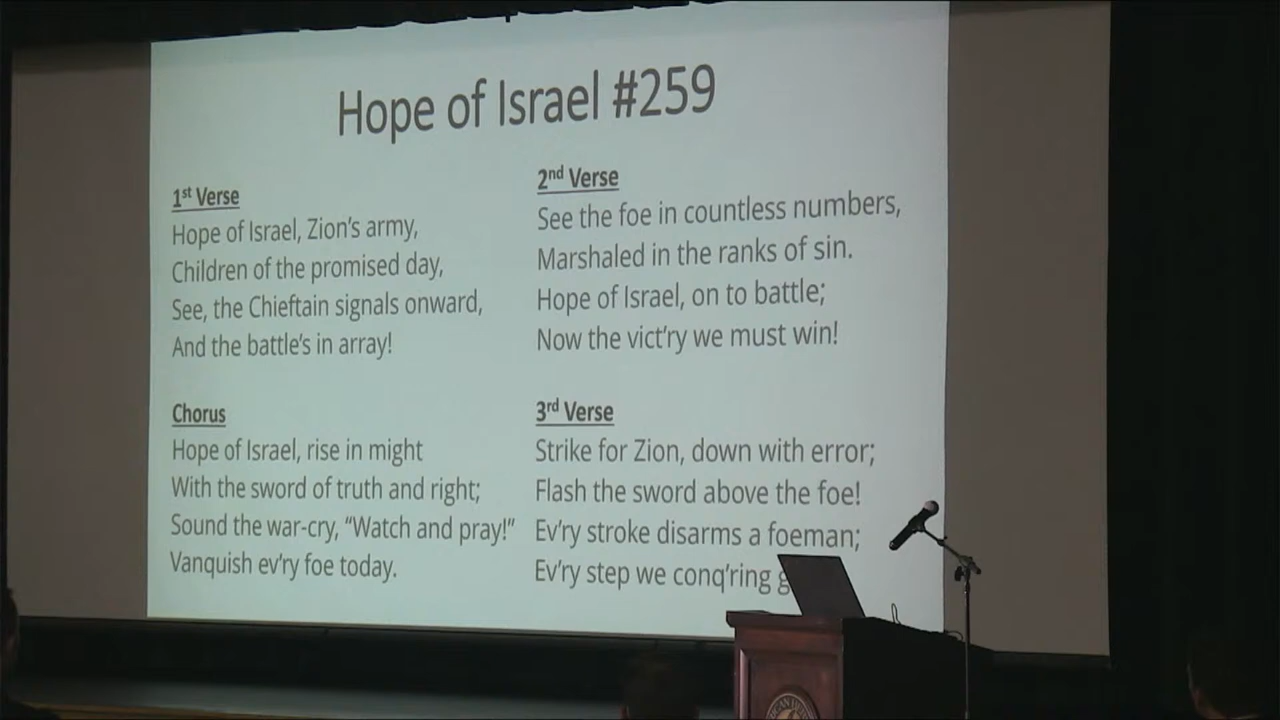 Hope of Israel #259
1st Verse
Hope of Israel, Zion's army,
Children of the promised day,
See, the Chieftain signals onward,
And the battle's in array!
Chorus
Hope of Israel, rise in might
With the sword of truth and right;
Sound the war-cry, “Watch and pray!”
Vanquish ev'ry foe today.
2nd Verse
See the foe in countless numbers,
Marshaled in the ranks of sin.
Hope of Israel, on to battle;
Now the vict'ry we must win!
3rd Verse
Strike for Zion, down with error;
Flash the sword above the foe!
Ev'ry stroke disarms a foeman;
Ev'ry step we conq'ring